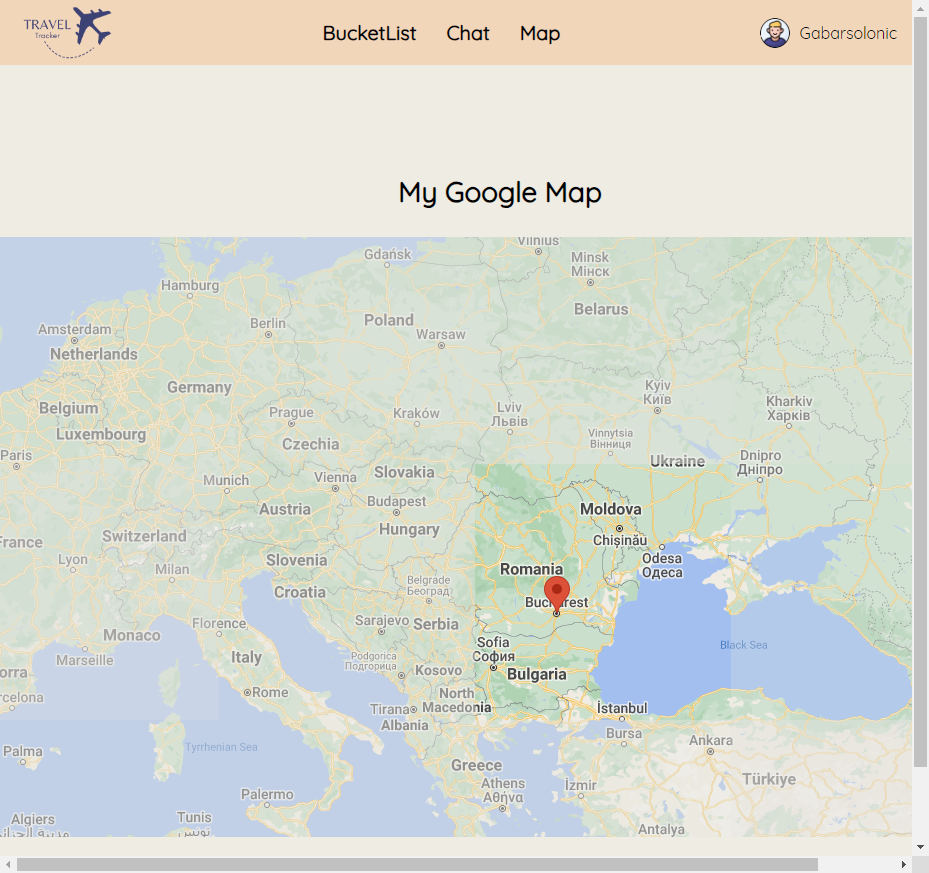 TRAVEL
Tracker
BucketList
Chat
Map
Gabarsolonic
My Google Map
Vilnius
Gdańsk
Minsk
Мінск
Hamburg
Belarus
Poland
Berlin
Amsterdam
Warsaw
Netherlands
Germany
Kyiv
Київ
Kharkiv
Харків
Belgium
Prague
Kraków
Lviv
Львів
Luxembourg
Czechia
Vinnytsia
Вінниця
Paris
Dnipro
Дніпро
Ukraine
Slovakia
Munich
Vienna
Budapest
Austria
Moldova
Hungary
Switzerland
Chișinău
France
Lyon
Slovenia
Odesa
Одеса
Milan
Romania
Belgrade
Београд
Croatia
Bucharest
Florence
Sarajevo
Serbia
Monaco
Sofia
София
Black Sea
Marseille
Italy
Podgorica
Подгорица
Kosovo
Bulgaria
orra
rcelona
Rome
North
Macedonia
Tirana
İstanbul
Albania
Bursa
Ankara
Palma
Tyrrhenian Sea
Greece
Türkiye
Athens
Αθήνα
İzmir
Palermo
Algiers
مدينة الجزائر
Tunis
تونس
Antalya